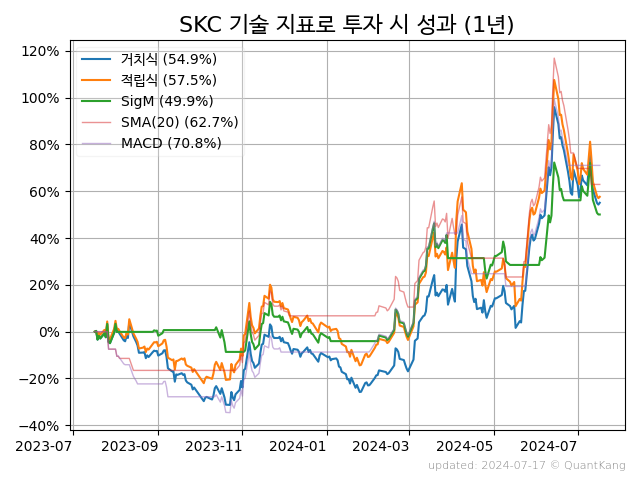 SKC 기술 지표로 투자 시 성과 (1년)
120%
100%
80%
60%
40%
20%
0%
−20%
−40%
거치식 (54.9%)
적립식 (57.5%)
SigM (49.9%)
SMA(20) (62.7%)
MACD (70.8%)
2023-07 2023-09 2023-11 2024-01 2024-03 2024-05 2024-07
updated: 2024-07-17 © QuantKang